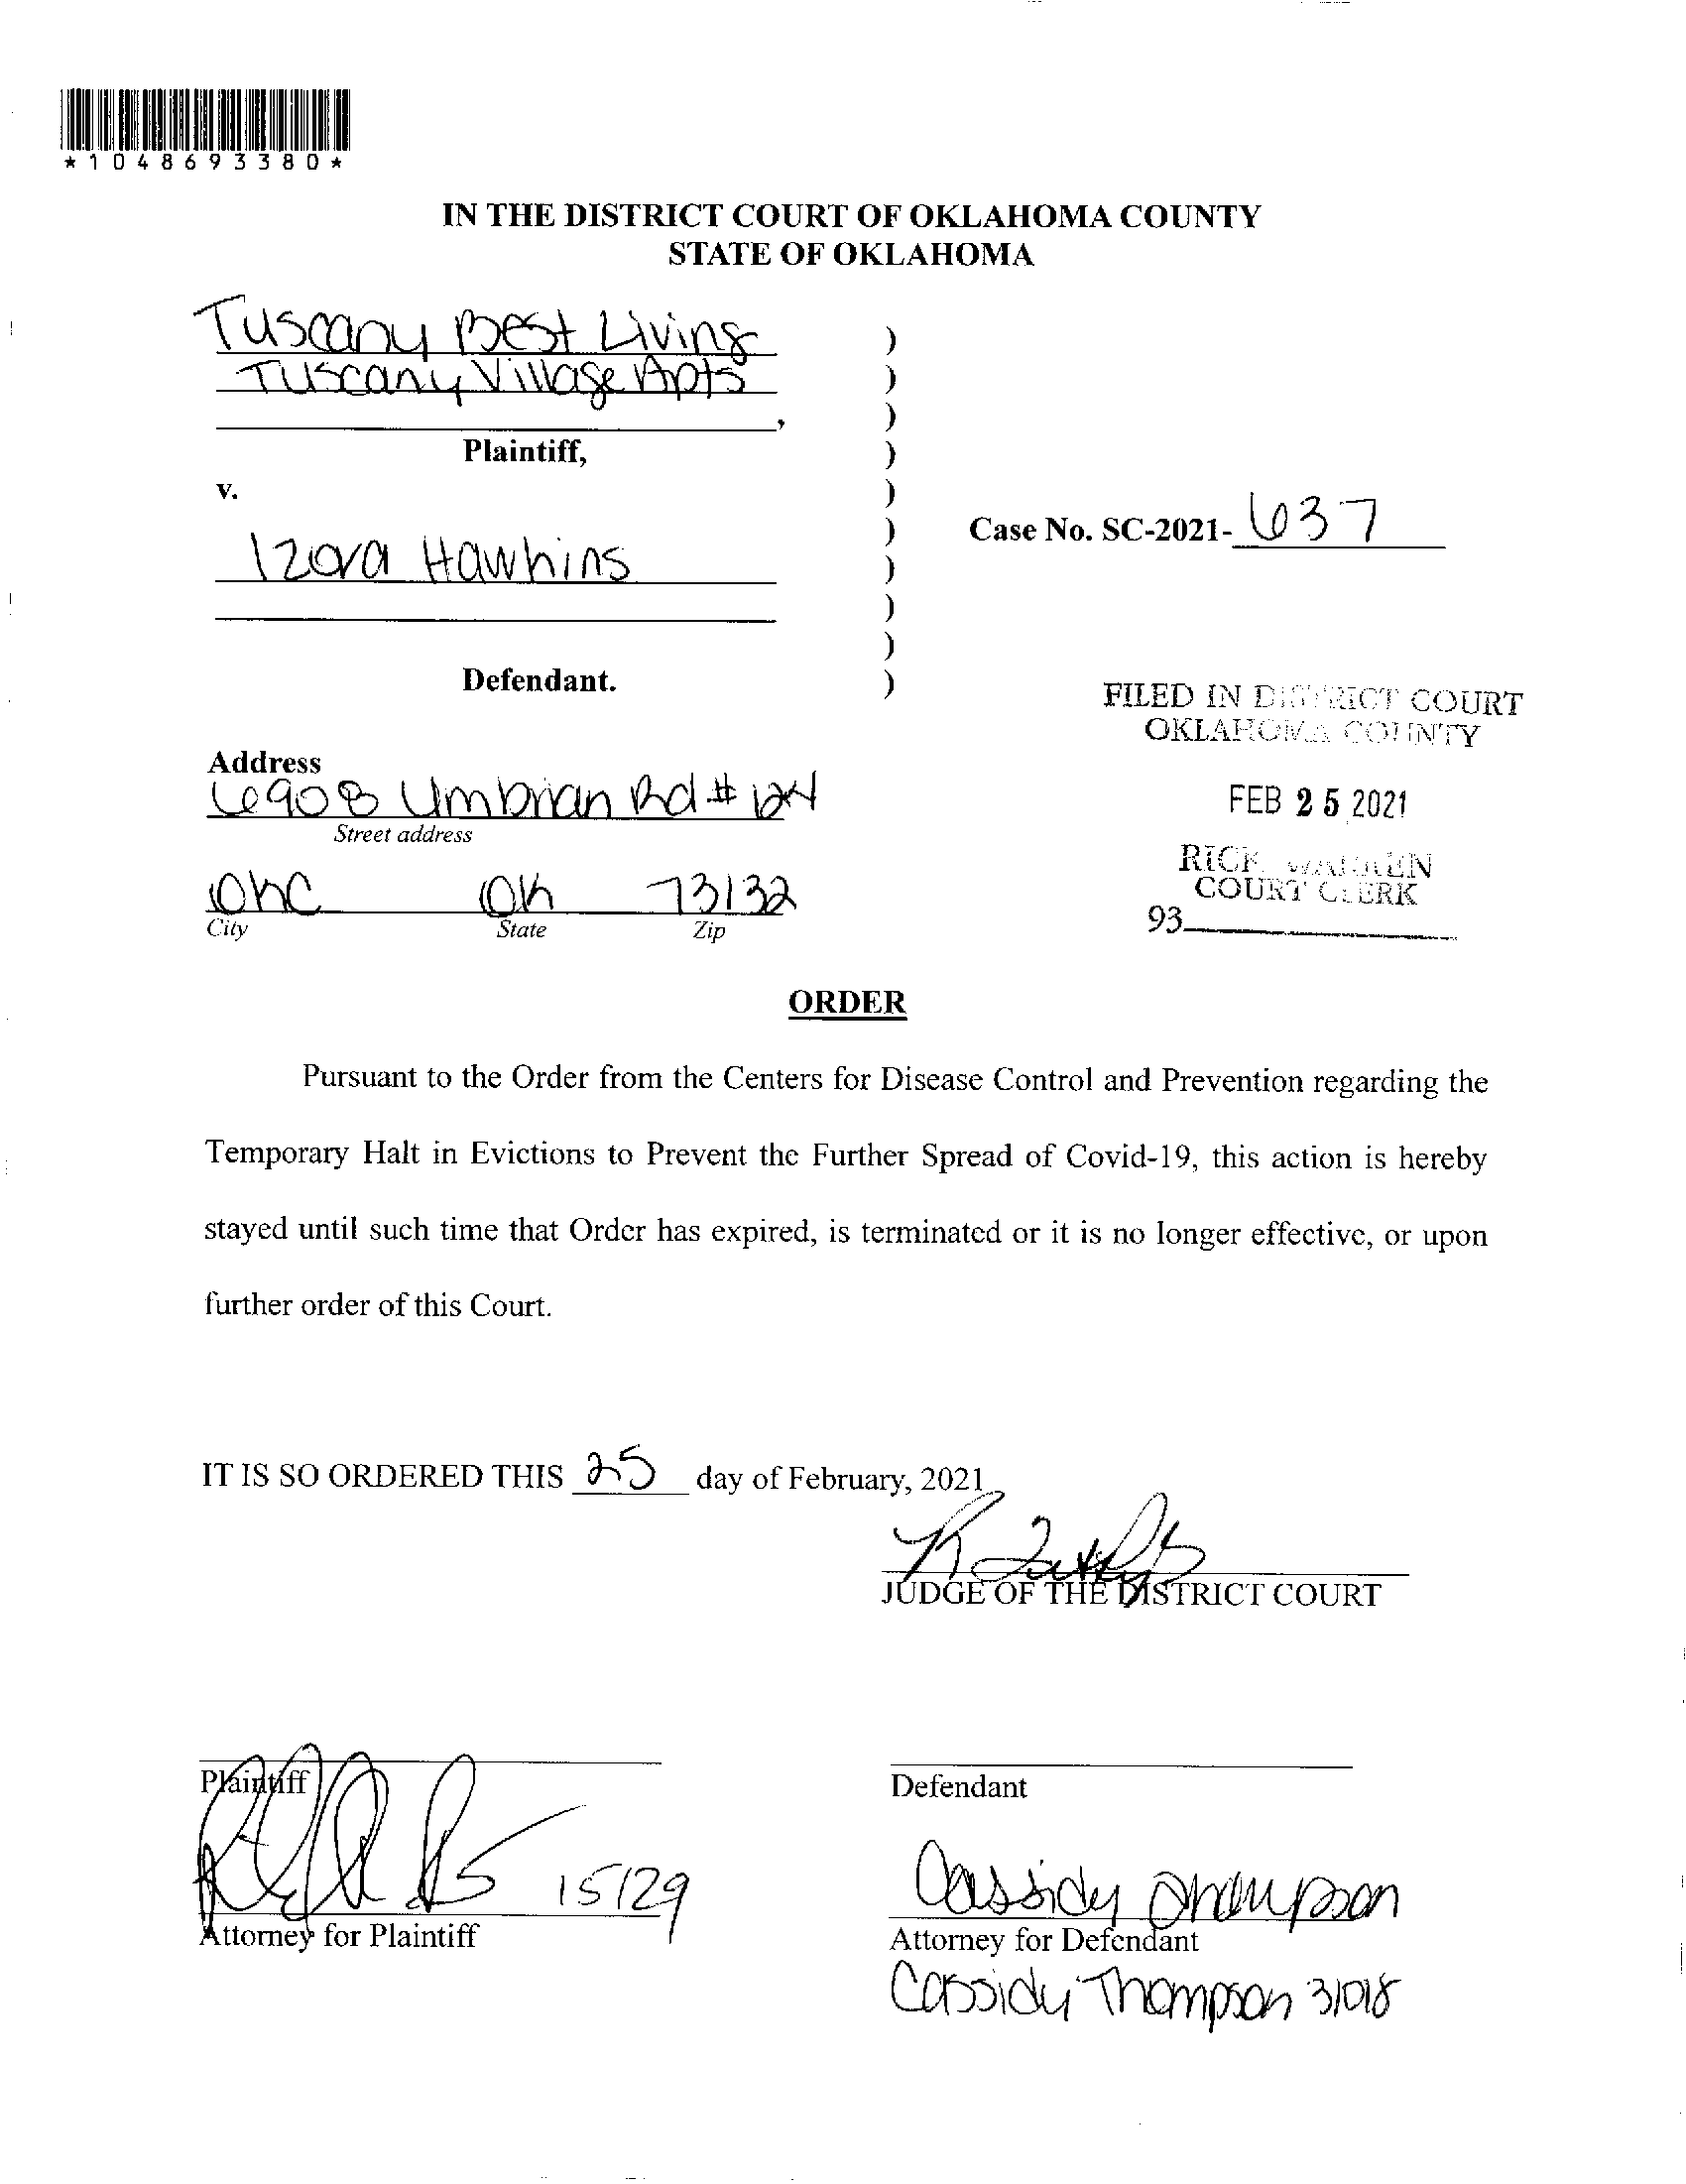 *1048693380*
IN THE DISTRICT COURT OF OKLAHOMA COUNTY
STATE OF OKLAHOMA
Tuscany Best Living
Tuscany Village Apts
,
Plaintiff,
v.
Izora Hawkins
Defendant.
)
)
)
)
)
)
)
)
)
)
Case No. SC-2021-637
FILED IN DISTRICT COURT
OKLAHOMA COUNTY
FEB 25 2021
RICK WARREN
COURT CLERK
93
Address
6908 Umbrian Rd # 124
Street address
OKC OK 73132
City State Zip
ORDER
Pursuant to the Order from the Centers for Disease Control and Prevention regarding the
Temporary Halt in Evictions to Prevent the Further Spread of Covid-19, this action is hereby
stayed until such time that Order has expired, is terminated or it is no longer effective, or upon
further order of this Court.
IT IS SO ORDERED THIS 25 day of February, 2021
JUDGE OF THE DISTRICT COURT
Plaintiff
Defendant
15129
Cassidy Thompson
Attorney for Plaintiff
Attorney for Defendant
Cassidy Thompson 31018